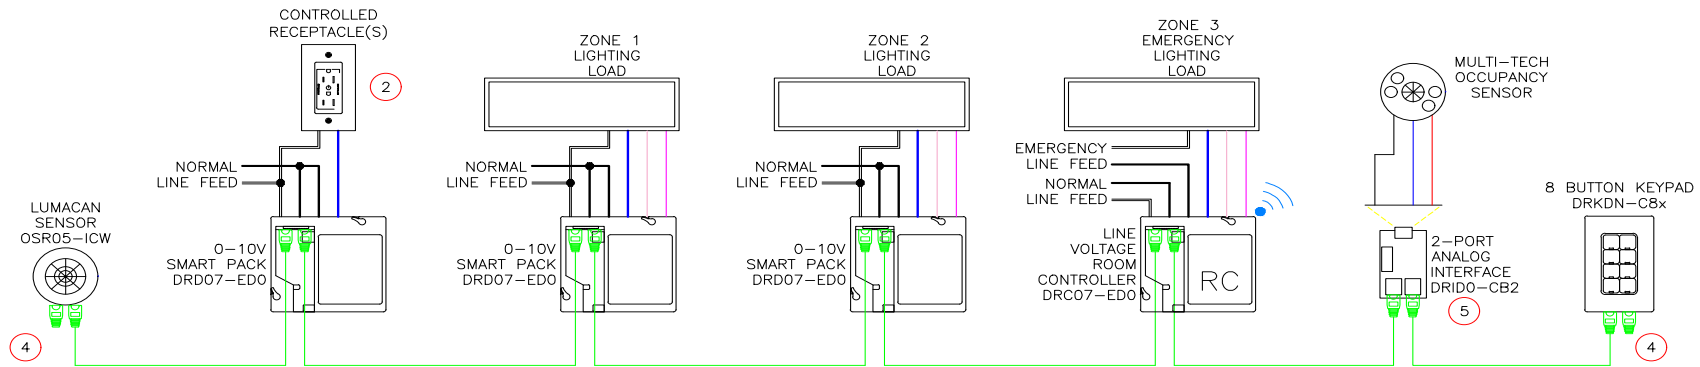 CONTROLLED
RECEPTACLE(S)
2
NORMAL
LINE FEED
LUMACAN
SENSOR
OSR05-ICW
4
0-10V
SMART PACK
DRD07-ED0
ZONE 1
LIGHTING
LOAD
NORMAL
LINE FEED
0-10V
SMART PACK
DRD07-ED0
ZONE 2
LIGHTING
LOAD
NORMAL
LINE FEED
0-10V
SMART PACK
DRD07-ED0
ZONE 3
EMERGENCY
LIGHTING
LOAD
EMERGENCY
LINE FEED
NORMAL
LINE FEED
LINE
VOLTAGE
ROOM
CONTROLLER
DRC07-ED0
RC
MULTI-TECH
OCCUPANCY
SENSOR
2-PORT
ANALOG
INTERFACE
DRID0-CB2
5
8 BUTTON KEYPAD
DRKDN-C8x
4